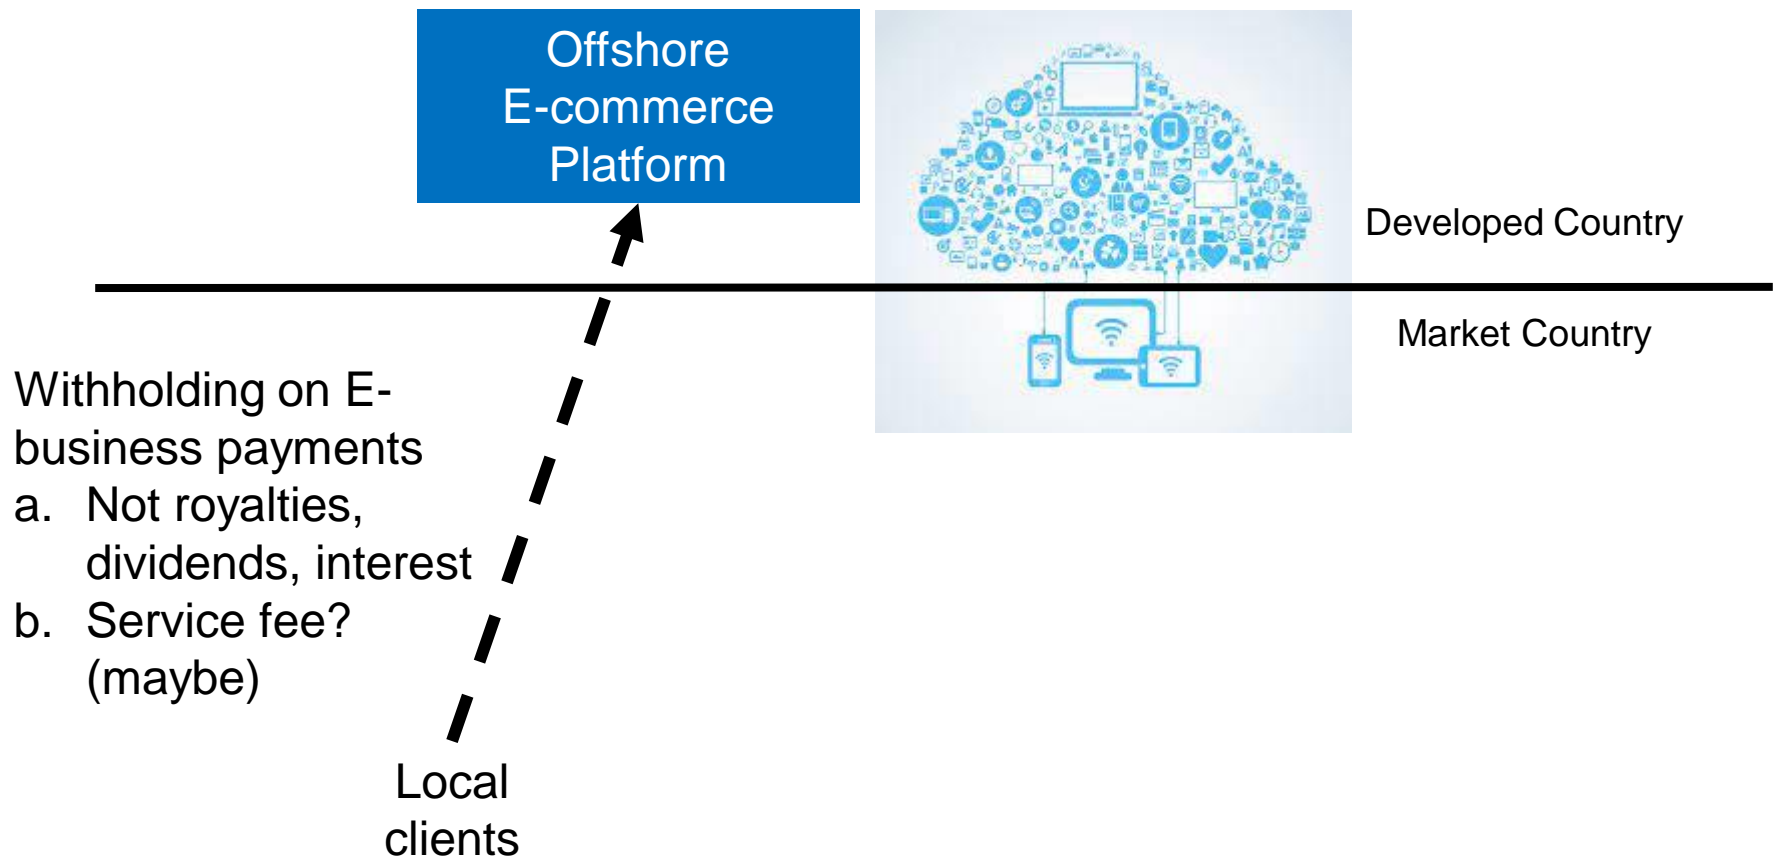 Offshore
E-commerce
Platform
Developed Country
Market Country
Withholding on E-
business payments
a. Not royalties,
dividends, interest
b. Service fee?
(maybe)
Local
clients